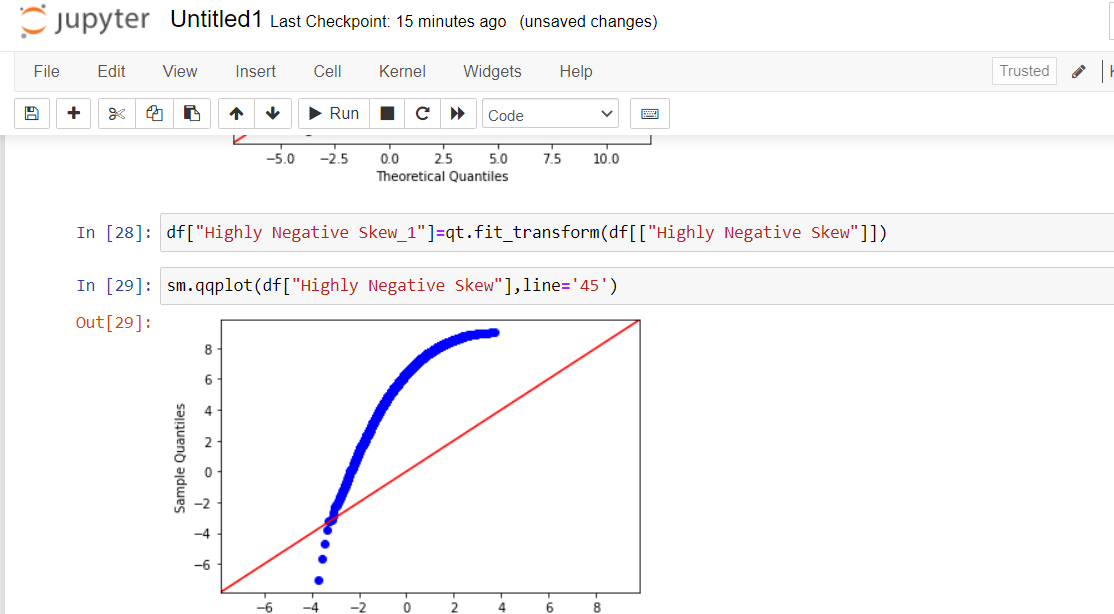 jupyter Untitled1 Last Checkpoint: 15 minutes ago (unsaved changes)
File Edit View Insert Cell Kernel Widgets Help Trusted
Run Code
−5.0 −2.5 0.0 2.5 5.0 7.5 10.0
Theoretical Quantiles
In [28]: df["Highly Negative Skew_1"]=qt.fit_transform(df[["Highly Negative Skew"]])
In [29]: sm.qqplot(df["Highly Negative Skew"],line='45')
Out[29]:
8
6
4
2
0
−2
−4
−6
Sample Quantiles
−6 −4 −2 0 2 4 6 8